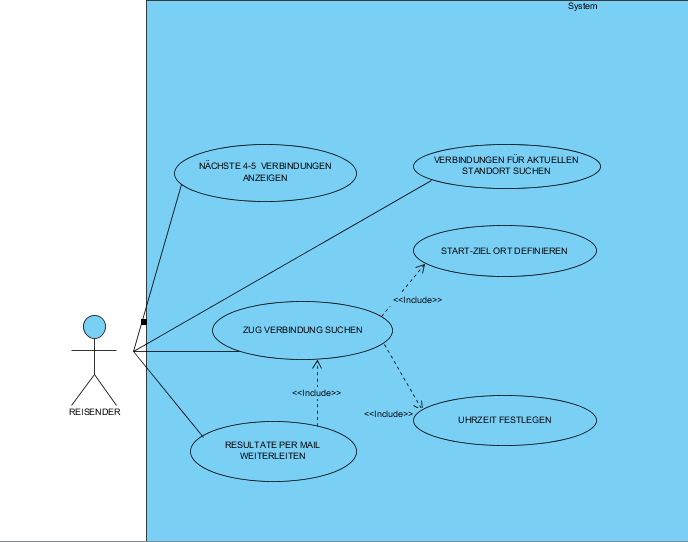 System
NÄCHSTE 4-5 VERBINDUNGEN
ANZEIGEN
VERBINDUNGEN FÜR AKTUELLEN
STANDORT SUCHEN
START-ZIEL ORT DEFINIEREN
<<Include>>
ZUG VERBINDUNG SUCHEN
<<Include>>
<<Include>>
REISENDER
UHRZEIT FESTLEGEN
RESULTATE PER MAIL
WEITERLEITEN